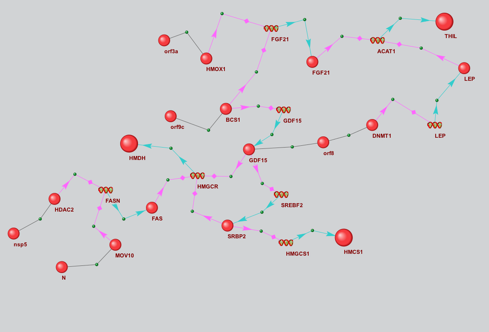 orf3a
HMOX1
FGF21
FGF21
ACAT1
THIL
LEP
orf9c
BCS1
GDF15
DNMT1
LEP
HMDH
GDF15
orf8
HMGCR
FASN
HDAC2
FAS
SREBF2
nsp5
MOV10
SRBP2
HMGCS1
HMCS1
N